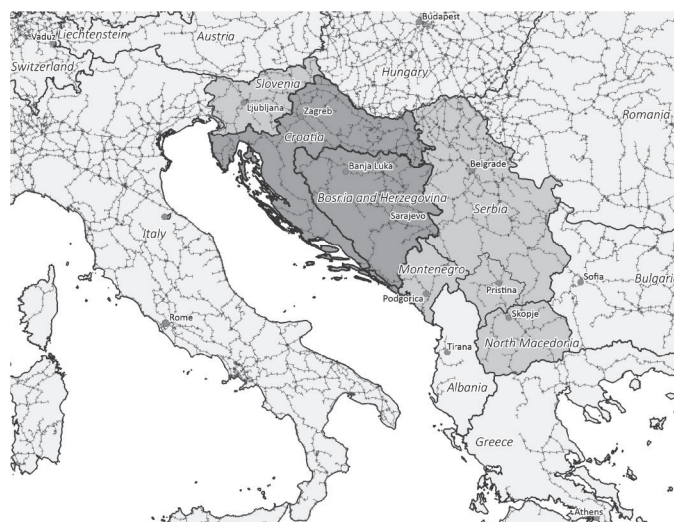 Budapest
Vaduz
Liechtenstein
Austria
Switzerland
Hungary
Slovenia
Ljubljana
Zagreb
Romania
Croatia
Banja Luka
Belgrade
Bosnia and Herzegovina
Sarajevo
Serbia
Italy
Montenegro
Sofia
Bulgari
Pristina
Podgorica
Rome
Skopje
North Macedonia
Tirana
Albania
Greece
Athens